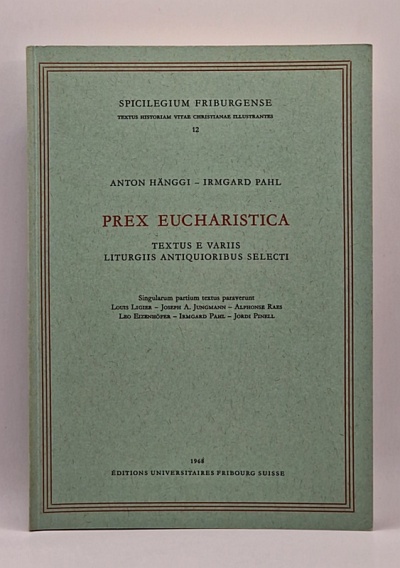 SPICILEGIUM FRIBURGENSE
TEXTUS HISTORIAM VITAE CHRISTIANAE ILLUSTRANTES
12
ANTON HÄNGGI – IRMGARD PAHL
PREX EUCHARISTICA
TEXTUS E VARIIS
LITURGIIS ANTIQUIORIBUS SELECTI
Singularum partium textus paraverunt
Louis Ligier – Joseph A. Jungmann – Alphonse Raes
Leo Eizenhöfer – Irmgard Pahl – Jordi Pinell
1968
ÉDITIONS UNIVERSITAIRES FRIBOURG SUISSE